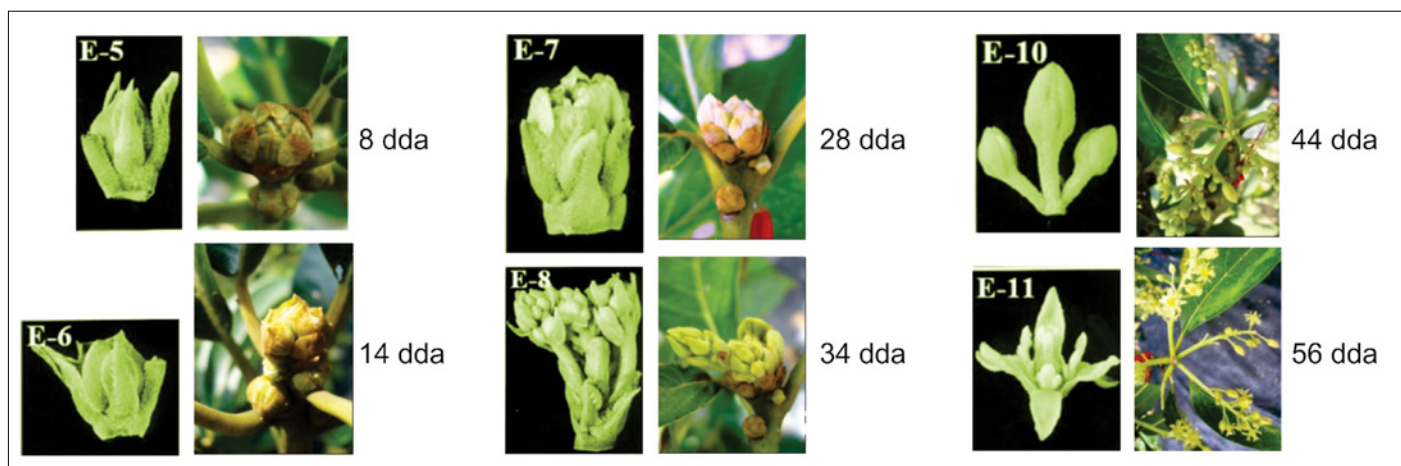 E-5
8 dda
E-6
14 dda
E-7
28 dda
E-8
34 dda
E-10
44 dda
E-11
56 dda